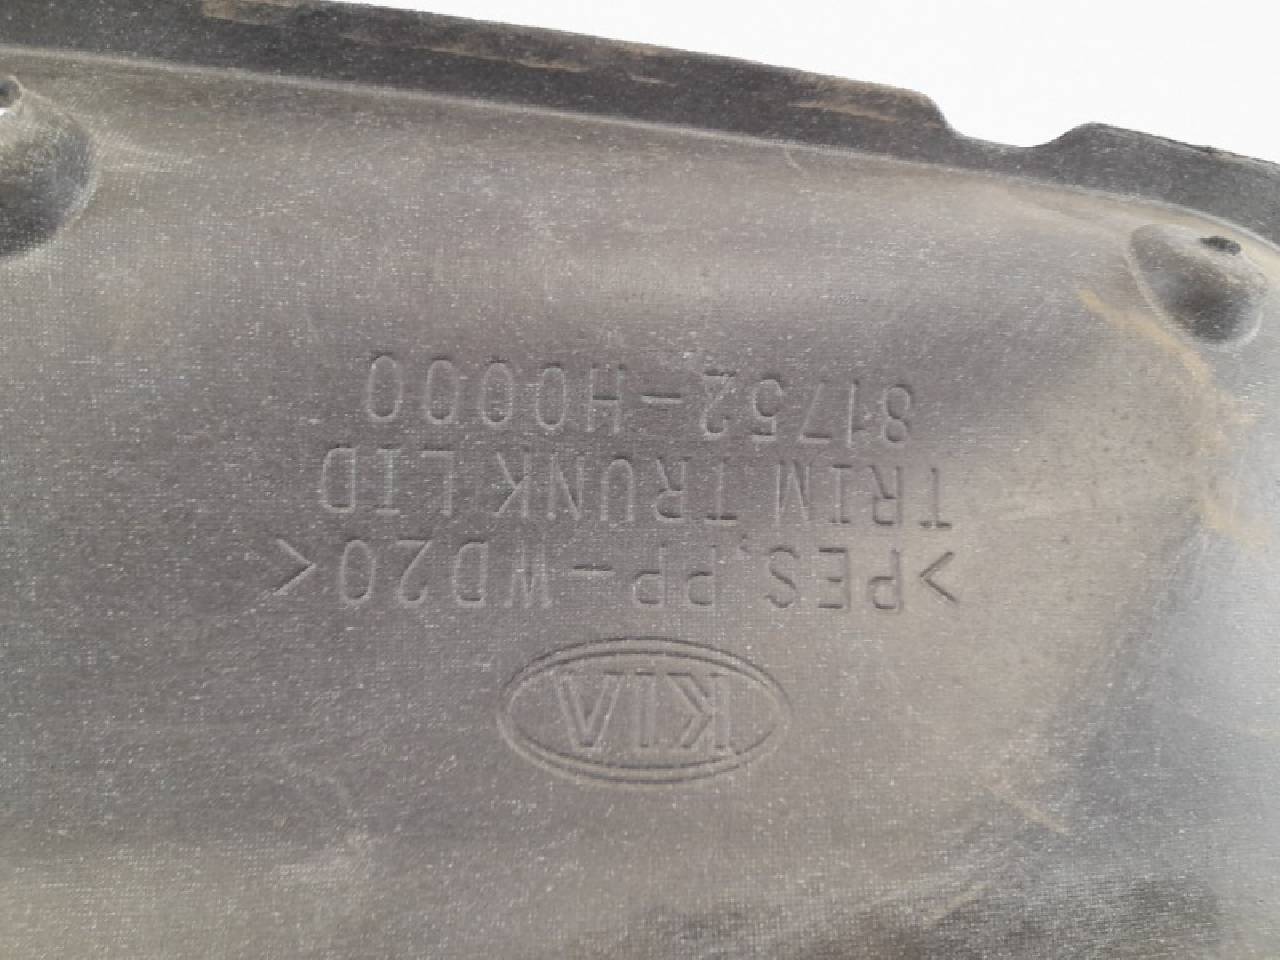 KIA
>PES,PP-WD20<
TRIM TRUNK LID
81752-H0000